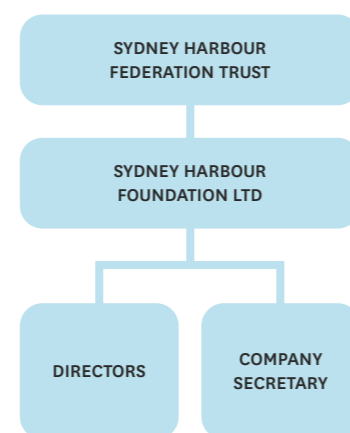 SYDNEY HARBOUR
FEDERATION TRUST
SYDNEY HARBOUR
FOUNDATION LTD
DIRECTORS
COMPANY
SECRETARY